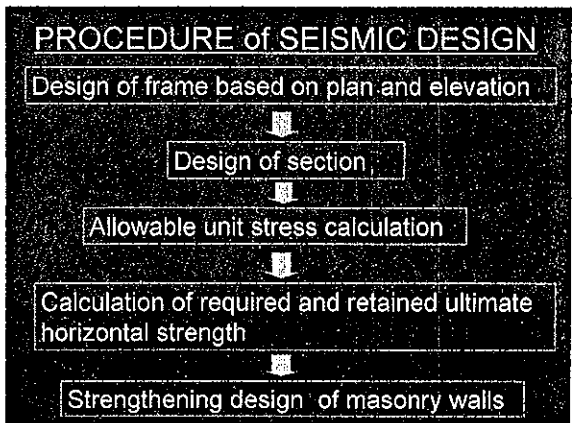 PROCEDURE of SEISMIC DESIGN
Design of frame based on plan and elevation
Design of section
Allowable unit stress calculation
Calculation of required and retained ultimate
horizontal strength
Strengthening design of masonry walls